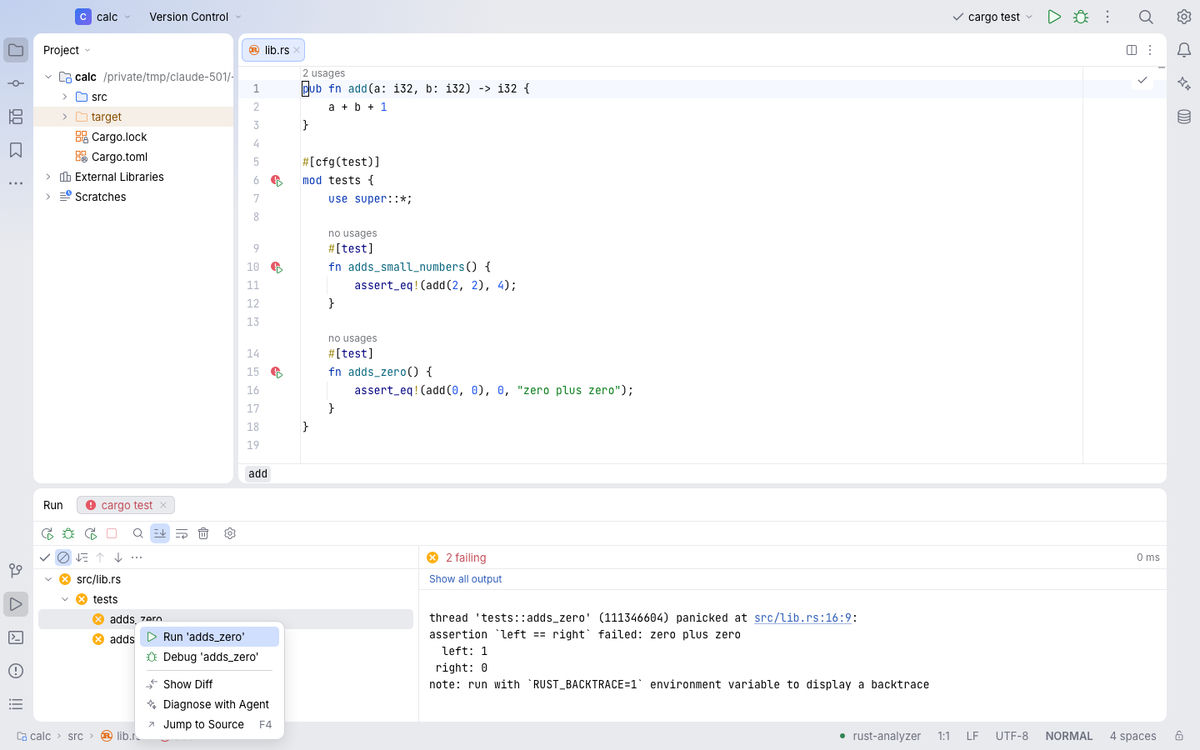 C calc
Version Control
cargo test
Project
lib.rs
calc /private/tmp/claude-501/-
src
target
Cargo.lock
Cargo.toml
External Libraries
Scratches
2 usages
1 pub fn add(a: i32, b: i32) -> i32 {
2 a + b + 1
3 }
4
5 #[cfg(test)]
6 mod tests {
7 use super::*;
8
no usages
9 #[test]
10 fn adds_small_numbers() {
11 assert_eq!(add(2, 2), 4);
12 }
13
no usages
14 #[test]
15 fn adds_zero() {
16 assert_eq!(add(0, 0), 0, "zero plus zero");
17 }
18 }
19
add
Run
cargo test
2 failing
0 ms
src/lib.rs
tests
adds_zero
adds
Show all output
thread 'tests::adds_zero' (111346604) panicked at src/lib.rs:16:9:
assertion `left == right` failed: zero plus zero
left: 1
right: 0
note: run with `RUST_BACKTRACE=1` environment variable to display a backtrace
Run 'adds_zero'
Debug 'adds_zero'
Show Diff
Diagnose with Agent
Jump to Source F4
calc > src > lib.rs
rust-analyzer 1:1 LF UTF-8 NORMAL 4 spaces